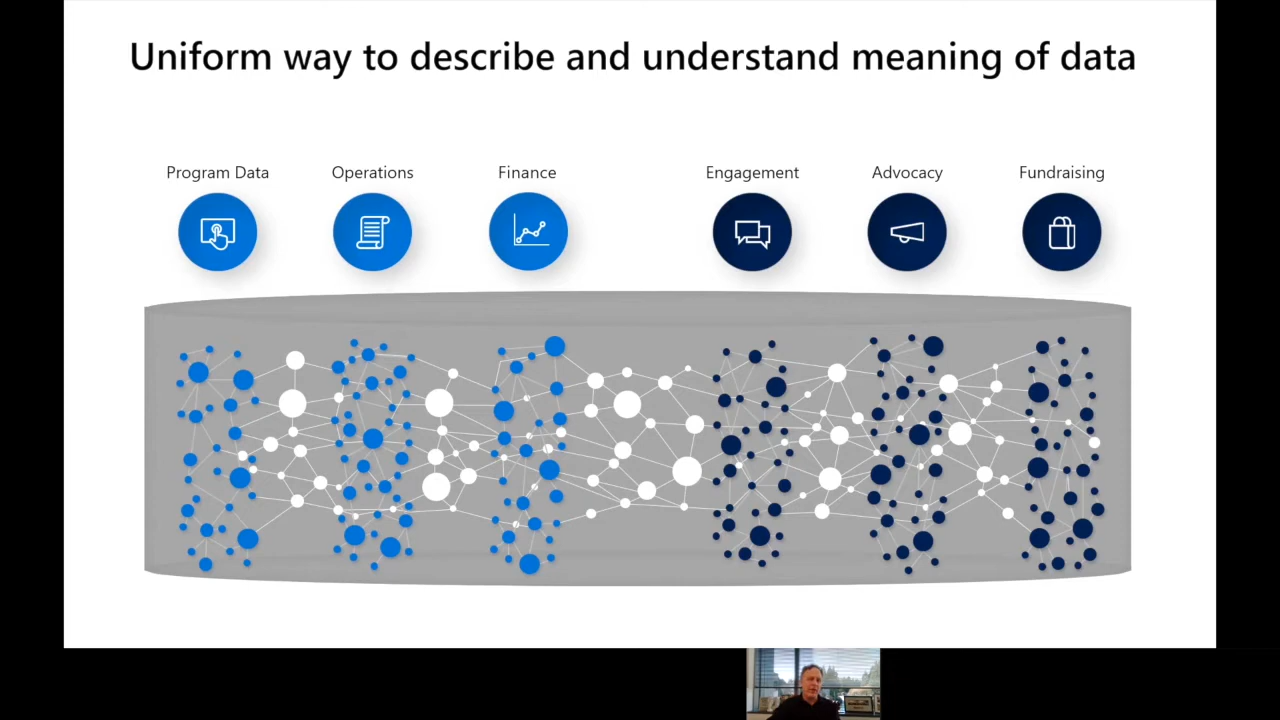 Uniform way to describe and understand meaning of data
Program Data
Operations
Finance
Engagement
Advocacy
Fundraising